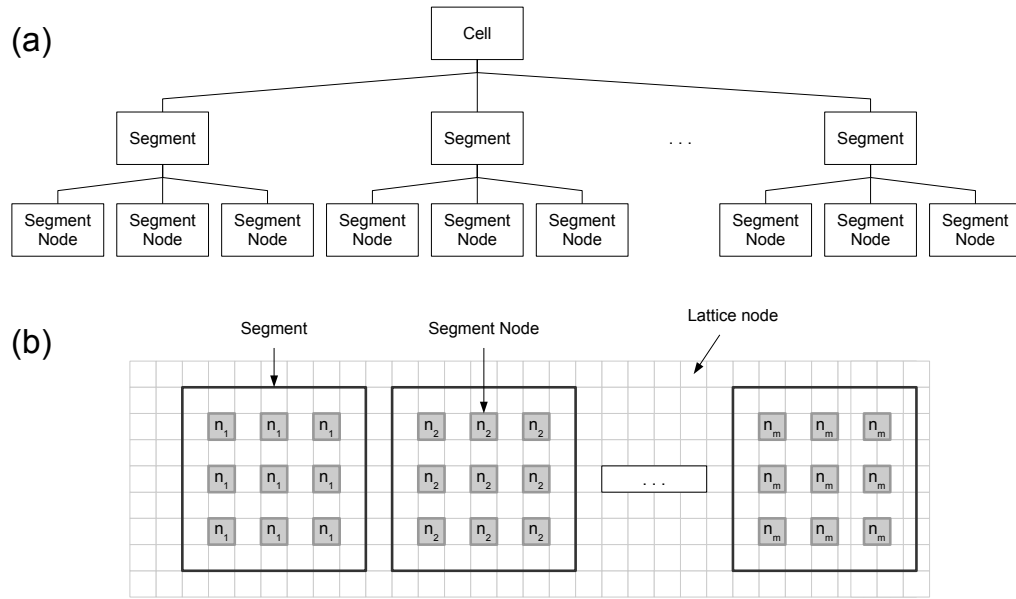 (a)
Cell
Segment Segment . . . Segment
Segment Node Segment Node Segment Node Segment Node Segment Node Segment Node Segment Node Segment Node Segment Node
(b)
Segment Segment Node Lattice node
n1 n1 n1 n2 n2 n2 nm nm nm
n1 n1 n1 n2 n2 n2 . . . nm nm nm
n1 n1 n1 n2 n2 n2 nm nm nm